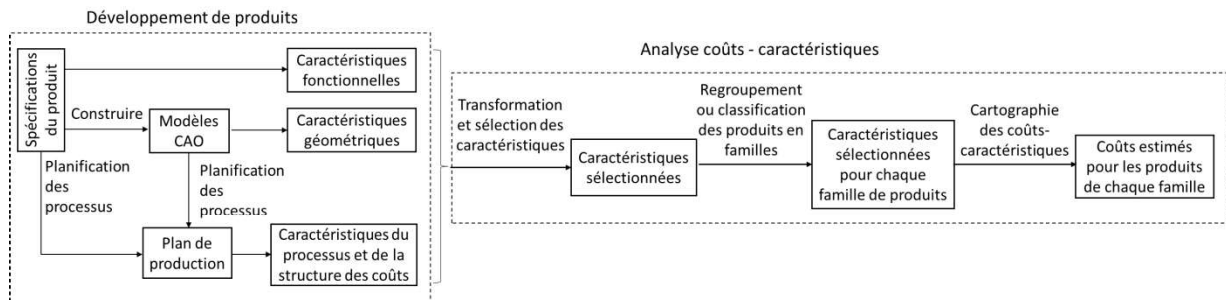 Développement de produits
Spécifications
du produit
Caractéristiques
fonctionnelles
Construire
Modèles
CAO
Caractéristiques
géométriques
Planification
des
processus
Planification
des
processus
Plan de
production
Caractéristiques du
processus et de la
structure des coûts
Analyse coûts - caractéristiques
Transformation
et sélection des
caractéristiques
Caractéristiques
sélectionnées
Regroupement
ou classification
des produits en
familles
Caractéristiques
sélectionnées
pour chaque
famille de produits
Cartographie
des coûts-
caractéristiques
Coûts estimés
pour les produits
de chaque famille